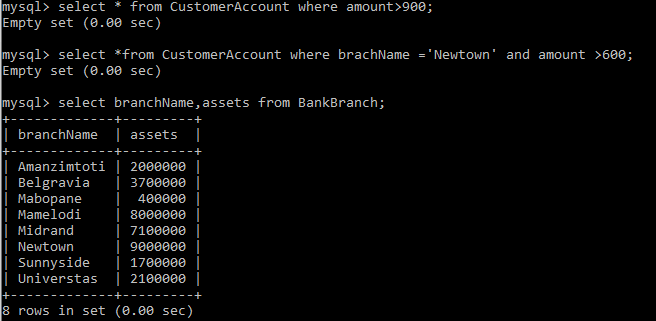 mysql> select * from CustomerAccount where amount>900;
Empty set (0.00 sec)
mysql> select *from CustomerAccount where brachName ='Newtown' and amount >600;
Empty set (0.00 sec)
mysql> select branchName,assets from BankBranch;
+-------------+---------+
| branchName  | assets  |
+-------------+---------+
| Amanzimtoti | 2000000 |
| Belgravia   | 3700000 |
| Mabopane    |  400000 |
| Mamelodi    | 8000000 |
| Midrand     | 7100000 |
| Newtown     | 9000000 |
| Sunnyside   | 1700000 |
| Universtas  | 2100000 |
+-------------+---------+
8 rows in set (0.00 sec)